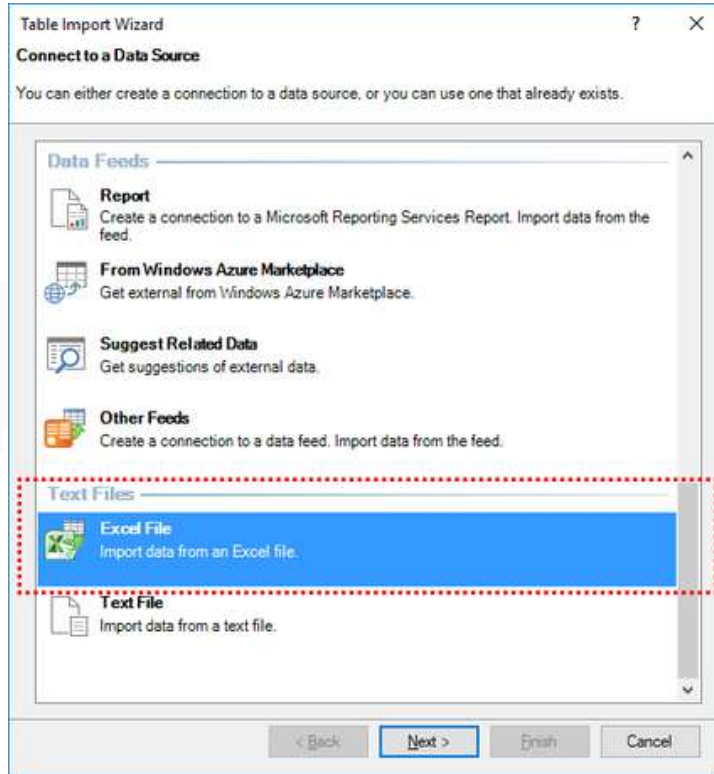 Table Import Wizard
?
Connect to a Data Source
You can either create a connection to a data source, or you can use one that already exists.
Data Feeds
Report
Create a connection to a Microsoft Reporting Services Report. Import data from the
feed.
From Windows Azure Marketplace
Get external from Windows Azure Marketplace.
Suggest Related Data
Get suggestions of external data.
Other Feeds
Create a connection to a data feed. Import data from the feed.
Text Files
Excel File
Import data from an Excel file.
Text File
Import data from a text file.
< Back
Next >
Finish
Cancel